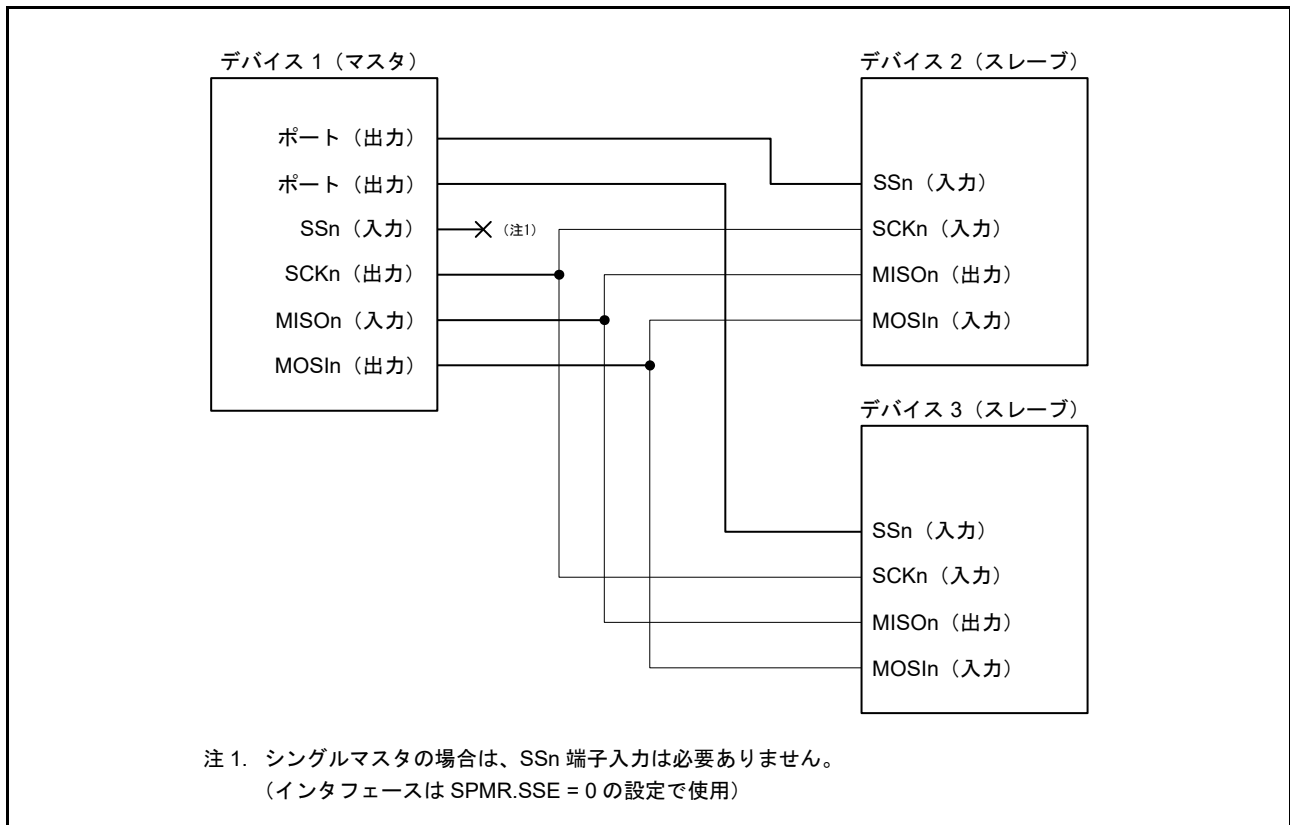 デバイス 1（マスタ）
ポート（出力）
ポート（出力）
SSn（入力）
（注1）
SCKn（出力）
MISOn（入力）
MOSIn（出力）
デバイス 2（スレーブ）
SSn（入力）
SCKn（入力）
MISOn（出力）
MOSIn（入力）
デバイス 3（スレーブ）
SSn（入力）
SCKn（入力）
MISOn（出力）
MOSIn（入力）
注 1. シングルマスタの場合は、SSn 端子入力は必要ありません。
（インタフェースは SPMR.SSE = 0 の設定で使用）